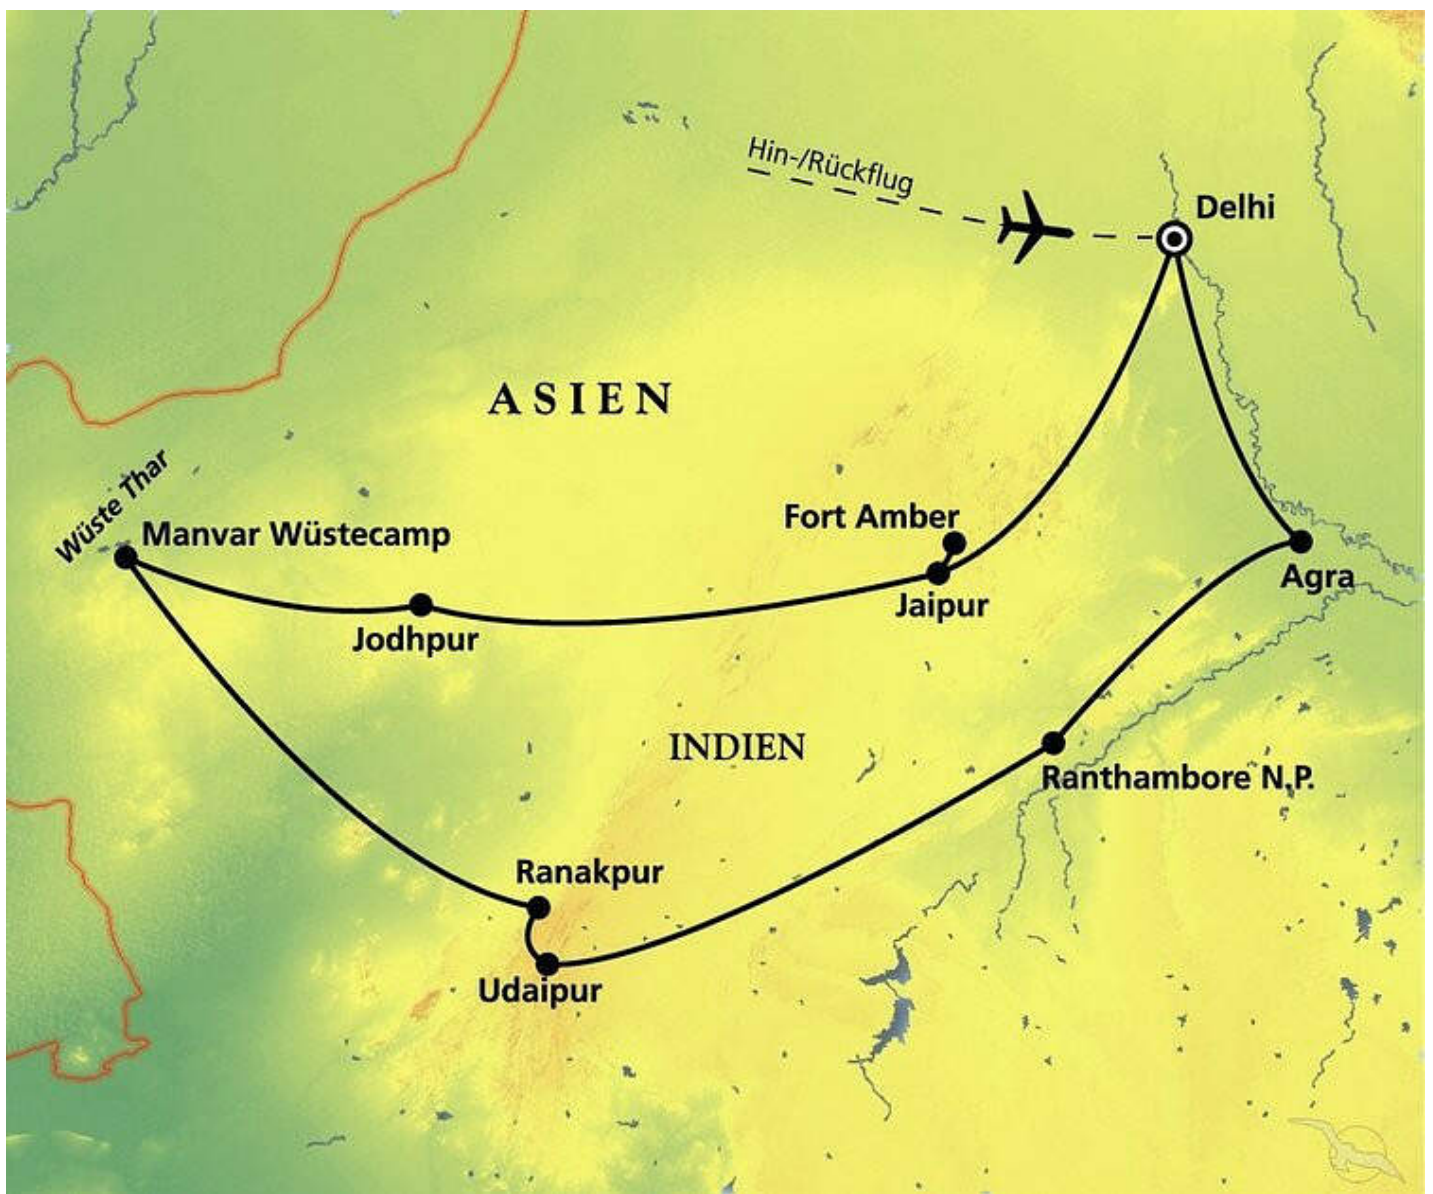 Hin-/Rückflug
Delhi
ASIEN
Wüste Thar
Manvar Wüstecamp
Fort Amber
Jaipur
Agra
Jodhpur
INDIEN
Ranthambore N.P.
Ranakpur
Udaipur